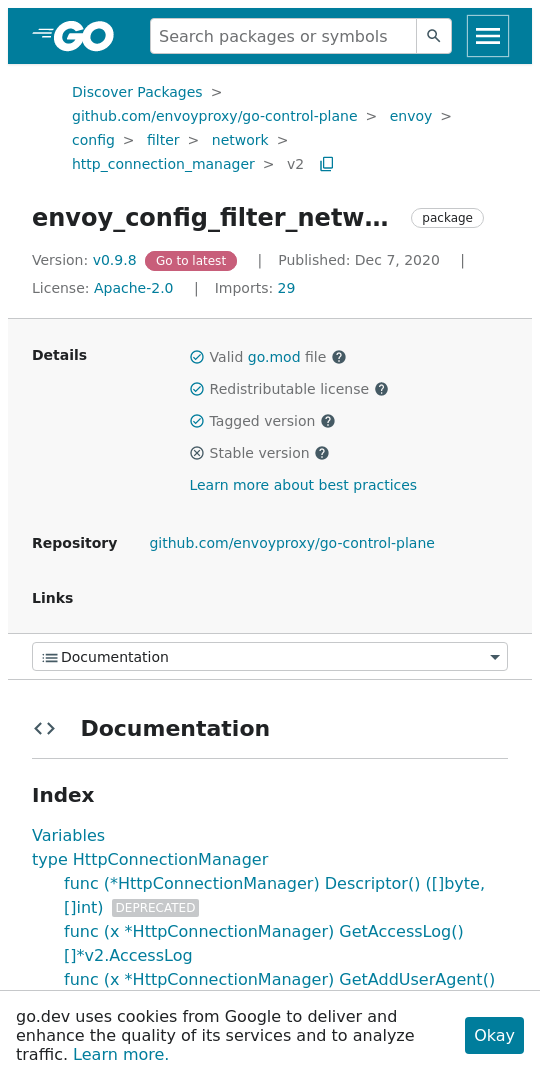 GO
Search packages or symbols
Discover Packages >
github.com/envoyproxy/go-control-plane > envoy >
config > filter > network >
http_connection_manager > v2
envoy_config_filter_netw… package
Version: v0.9.8 Go to latest | Published: Dec 7, 2020 |
License: Apache-2.0 | Imports: 29
Details
Valid go.mod file
Redistributable license
Tagged version
Stable version
Learn more about best practices
Repository github.com/envoyproxy/go-control-plane
Links
Documentation
Documentation
Index
Variables
type HttpConnectionManager
func (*HttpConnectionManager) Descriptor() ([]byte,
[]int) DEPRECATED
func (x *HttpConnectionManager) GetAccessLog()
[]*v2.AccessLog
func (x *HttpConnectionManager) GetAddUserAgent()
go.dev uses cookies from Google to deliver and
enhance the quality of its services and to analyze
traffic. Learn more.
Okay